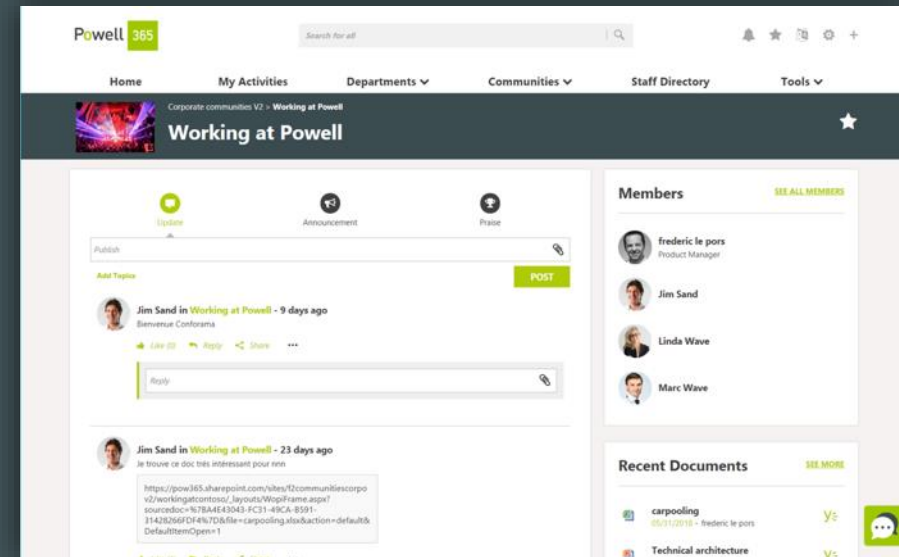 Powell 365
Search for all
Home My Activities Departments Communities Staff Directory Tools
Corporate communities V2 > Working at Powell
Working at Powell
Update Announcement Praise
Publish
Add Topics
POST
Jim Sand in Working at Powell - 9 days ago
Bienvenue Conforama
Like (0) Reply Share •••
Reply
Jim Sand in Working at Powell - 23 days ago
Je trouve ce doc très intéressant pour nnn
https://pow365.sharepoint.com/sites/f2communitiescorpo
v2/workingatcontoso/_layouts/WopiFrame.aspx?
sourcedoc=%7BA4E43043-FC31-49CA-B591-
31428266FDF4%7D&file=carpooling.xlsx&action=default&
DefaultItemOpen=1
Members SEE ALL MEMBERS
frederic le pors
Product Manager
Jim Sand
Linda Wave
Marc Wave
Recent Documents SEE MORE
carpooling
05/31/2018 - frederic le pors
Technical architecture